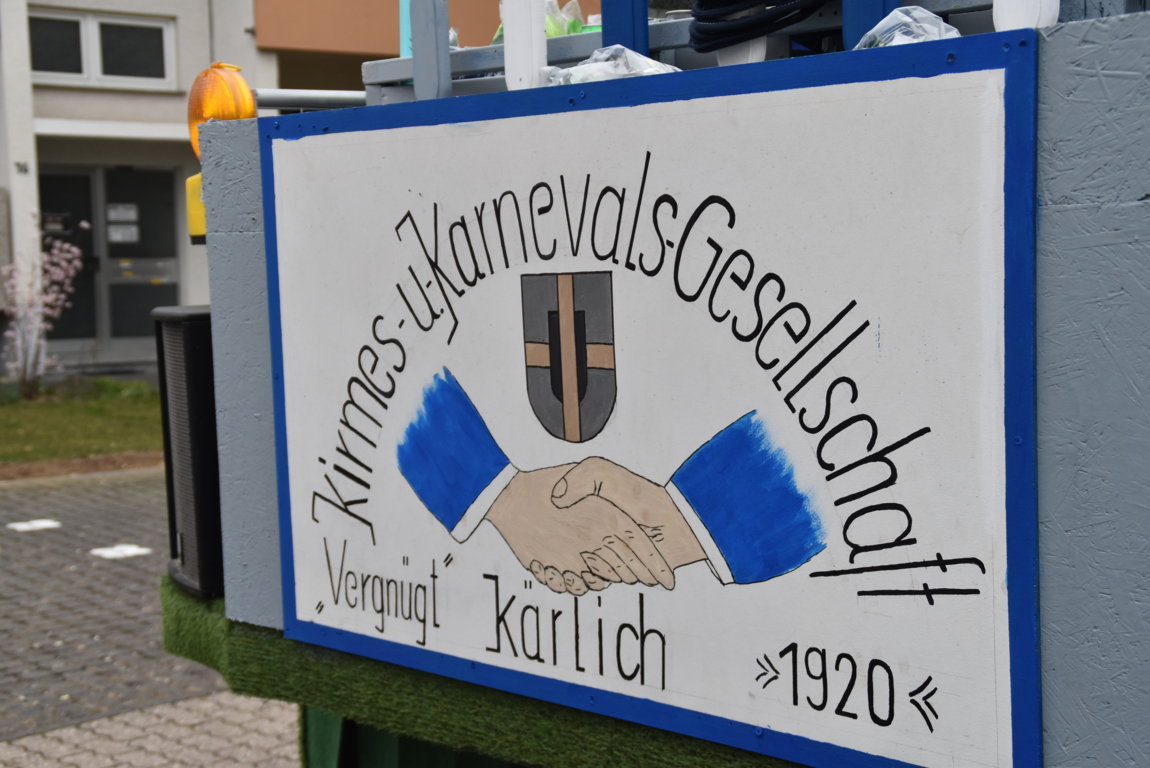 Kirmes- u. Karnevals-Gesellschaft
„Vergnügt“ Kärlich
»1920«